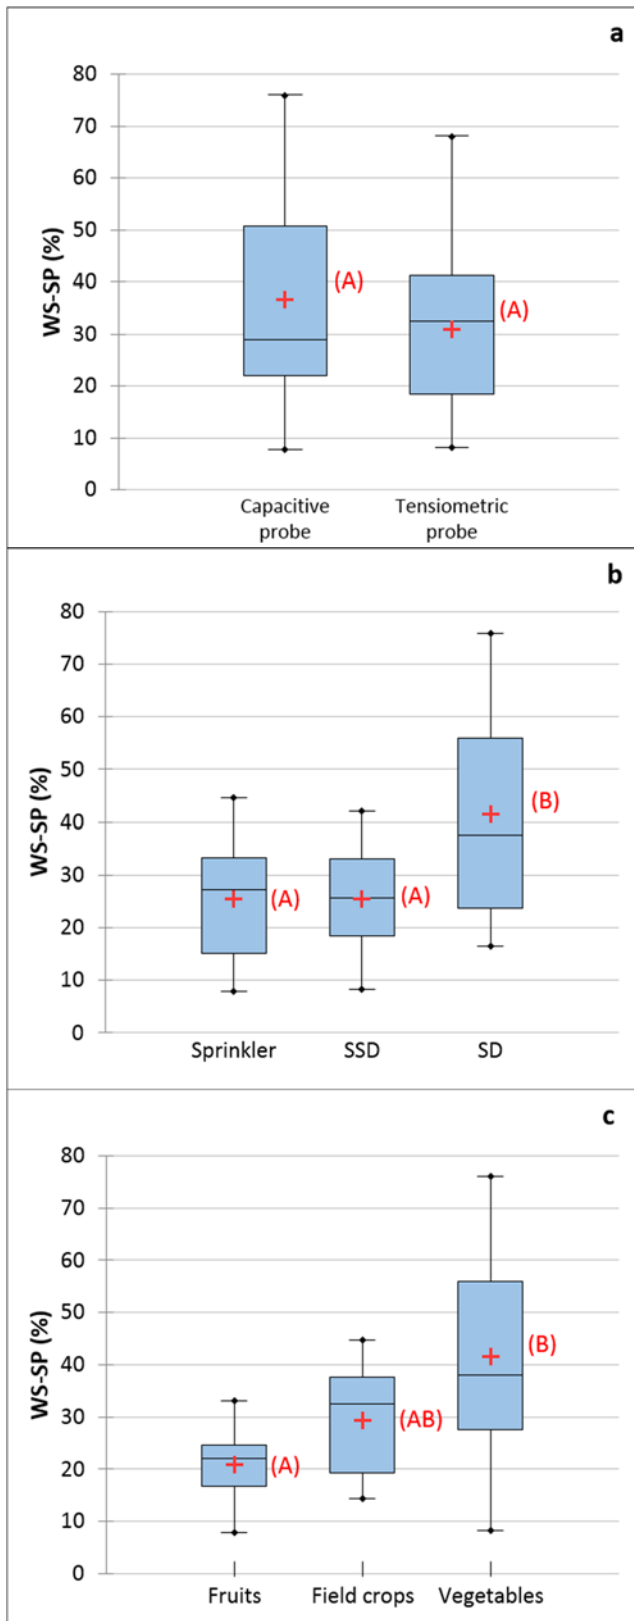 a
80
70
60
50
40
30
20
10
0
WS-SP (%)
(A)
(A)
Capacitive
probe
Tensiometric
probe
b
80
70
60
50
40
30
20
10
0
WS-SP (%)
(A)
(A)
(B)
Sprinkler
SSD
SD
c
80
70
60
50
40
30
20
10
0
WS-SP (%)
(A)
(AB)
(B)
Fruits
Field crops
Vegetables